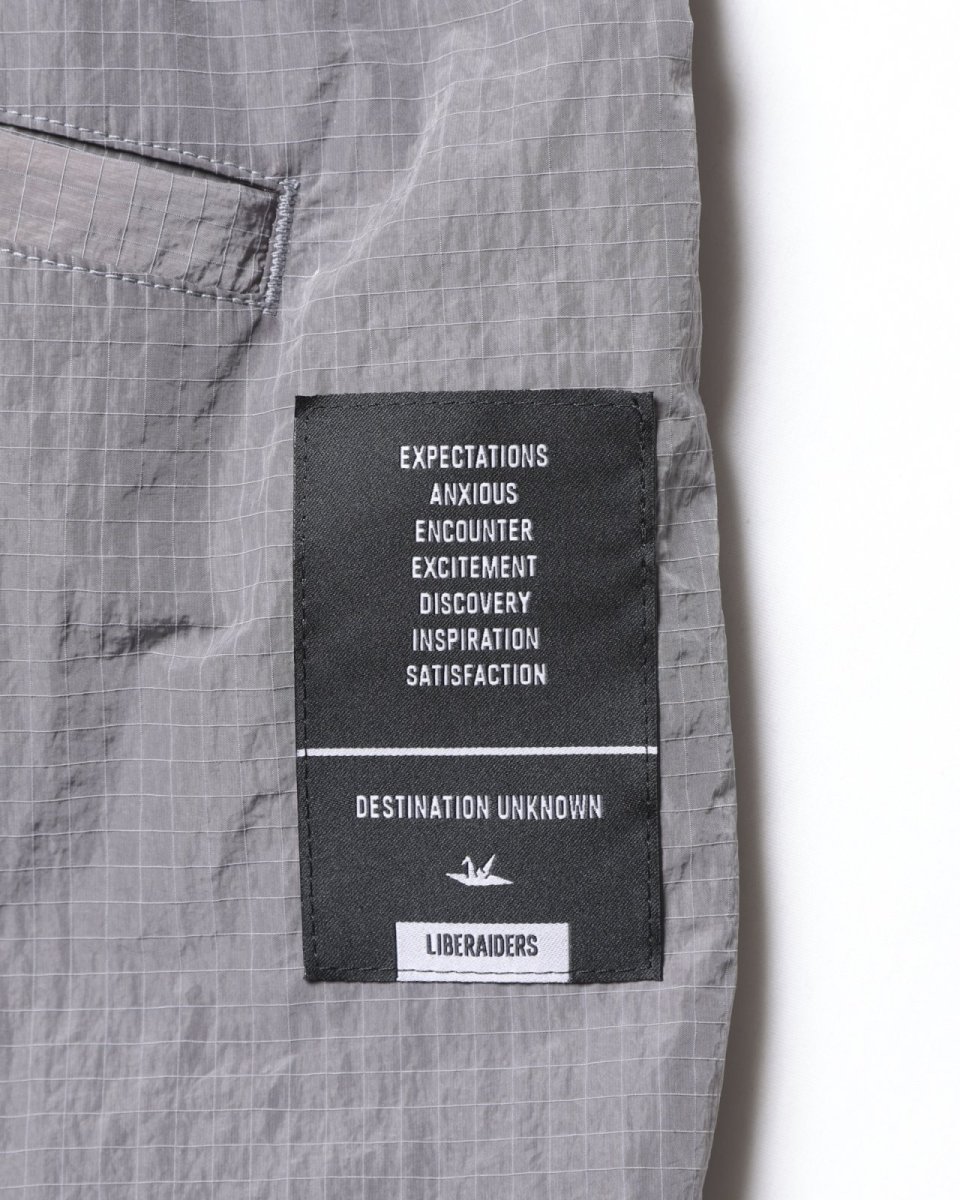 EXPECTATIONS
ANXIOUS
ENCOUNTER
EXCITEMENT
DISCOVERY
INSPIRATION
SATISFACTION
DESTINATION UNKNOWN
LIBERAIDERS